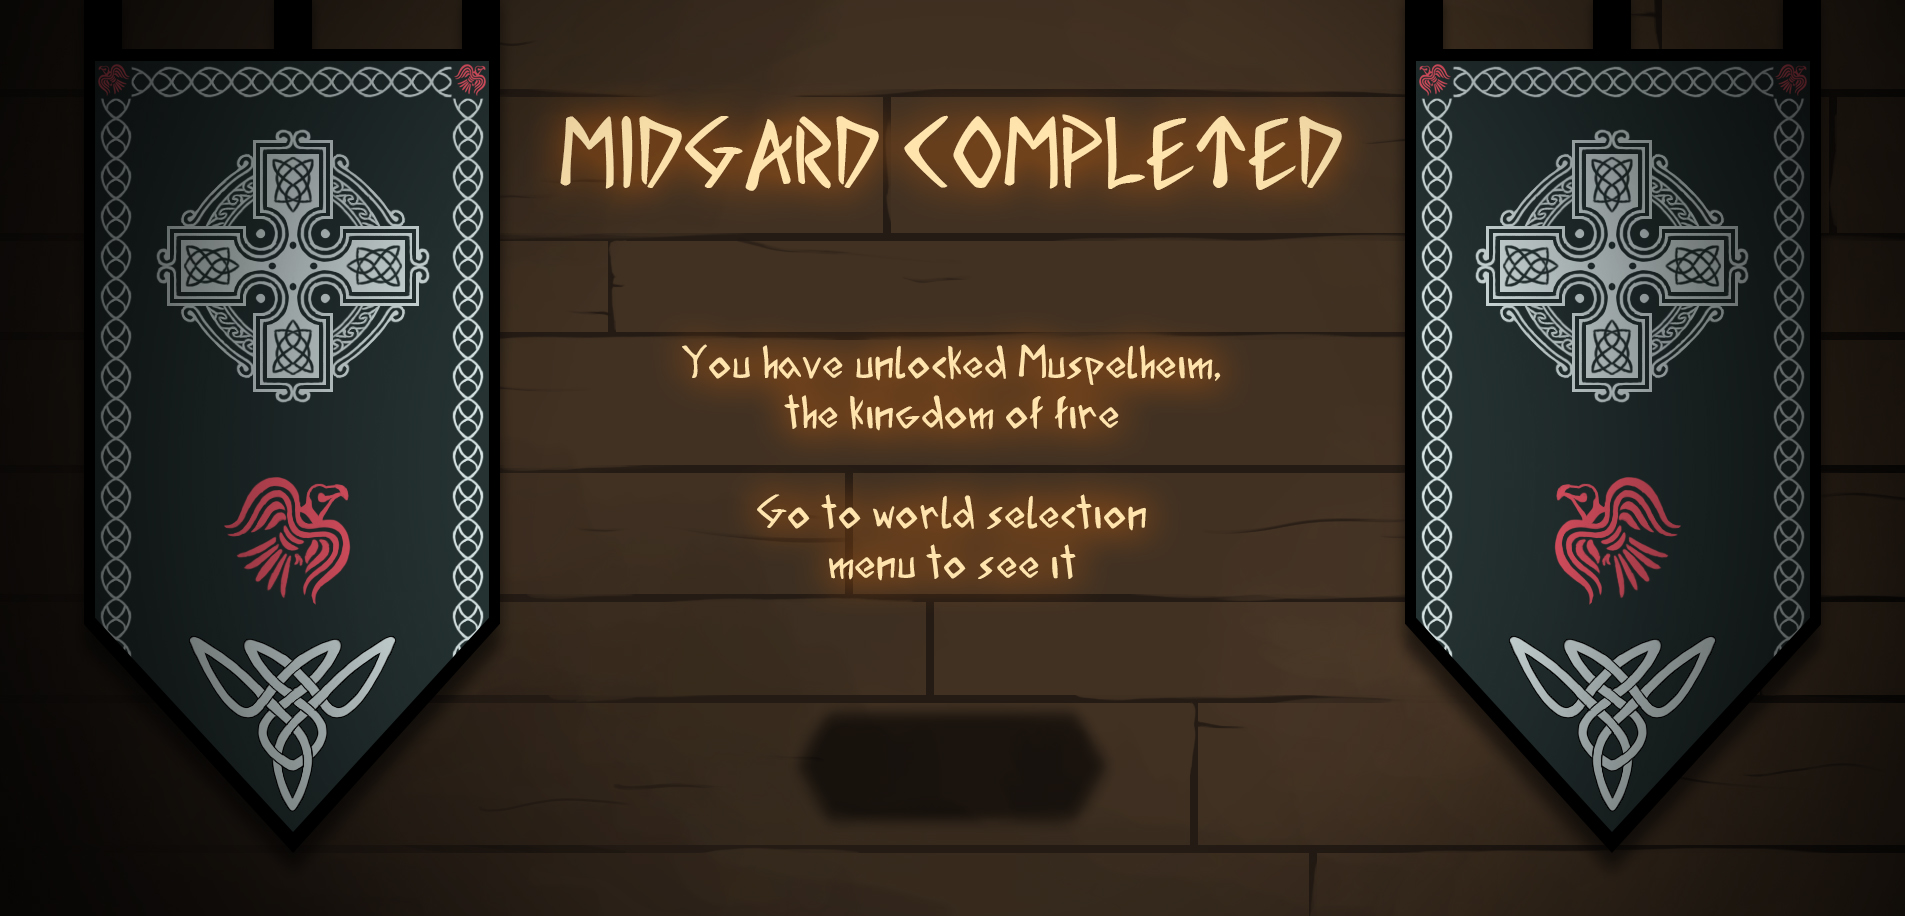 MIDGARD COMPLETED
You have unlocked Muspelheim,
the kingdom of fire
Go to world selection
menu to see it